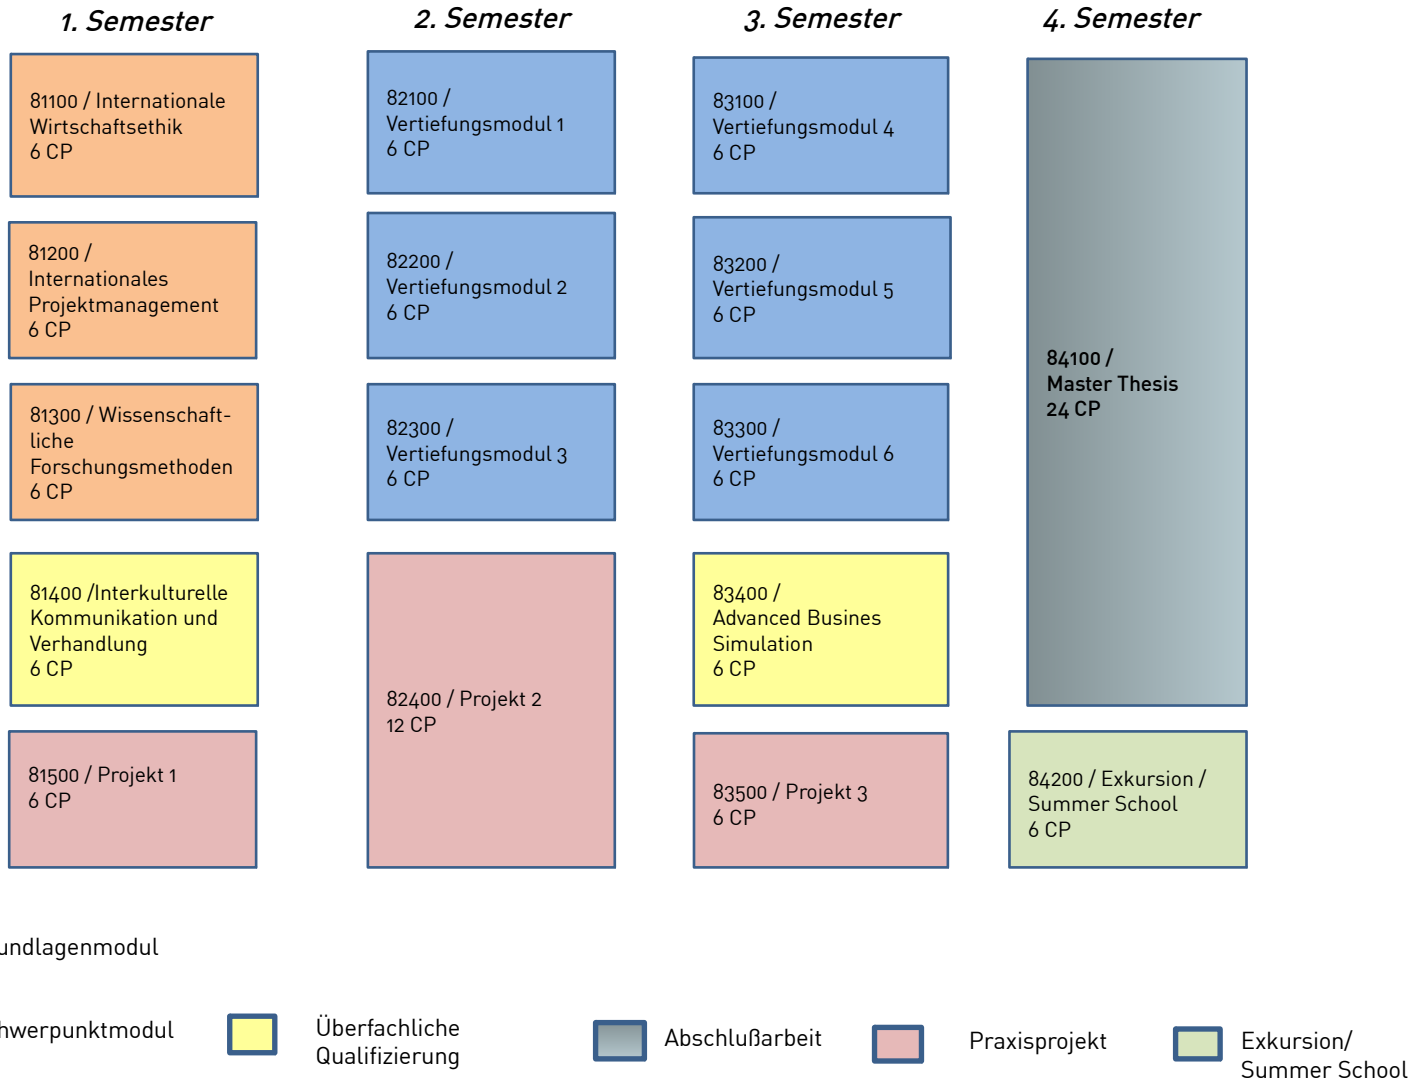 1. Semester
2. Semester
3. Semester
4. Semester
81100 / Internationale
Wirtschaftsethik
6 CP
81200 /
Internationales
Projektmanagement
6 CP
81300 / Wissenschaft-
liche
Forschungsmethoden
6 CP
81400 /Interkulturelle
Kommunikation und
Verhandlung
6 CP
81500 / Projekt 1
6 CP
82100 /
Vertiefungsmodul 1
6 CP
82200 /
Vertiefungsmodul 2
6 CP
82300 /
Vertiefungsmodul 3
6 CP
82400 / Projekt 2
12 CP
83100 /
Vertiefungsmodul 4
6 CP
83200 /
Vertiefungsmodul 5
6 CP
83300 /
Vertiefungsmodul 6
6 CP
83400 /
Advanced Busines
Simulation
6 CP
83500 / Projekt 3
6 CP
84100 /
Master Thesis
24 CP
84200 / Exkursion /
Summer School
6 CP
undlagenmodul
hwerpunktmodul
Überfachliche
Qualifizierung
Abschlußarbeit
Praxisprojekt
Exkursion/
Summer School